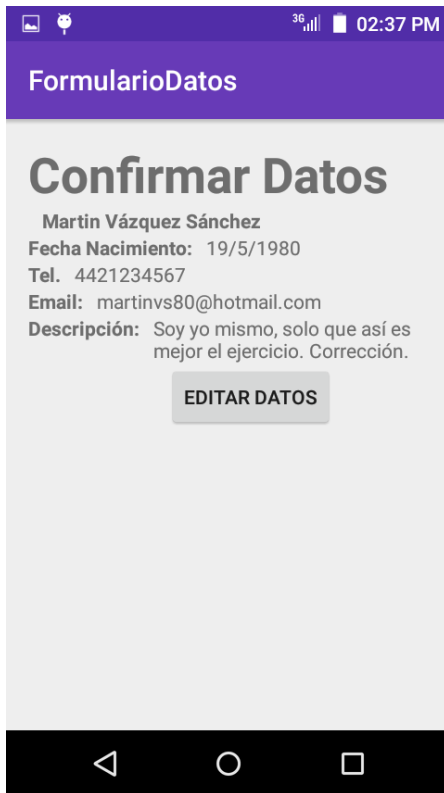 3G 02:37 PM
FormularioDatos
Confirmar Datos
Martin Vázquez Sánchez
Fecha Nacimiento: 19/5/1980
Tel. 4421234567
Email: martinvs80@hotmail.com
Descripción: Soy yo mismo, solo que así es
mejor el ejercicio. Corrección.
EDITAR DATOS